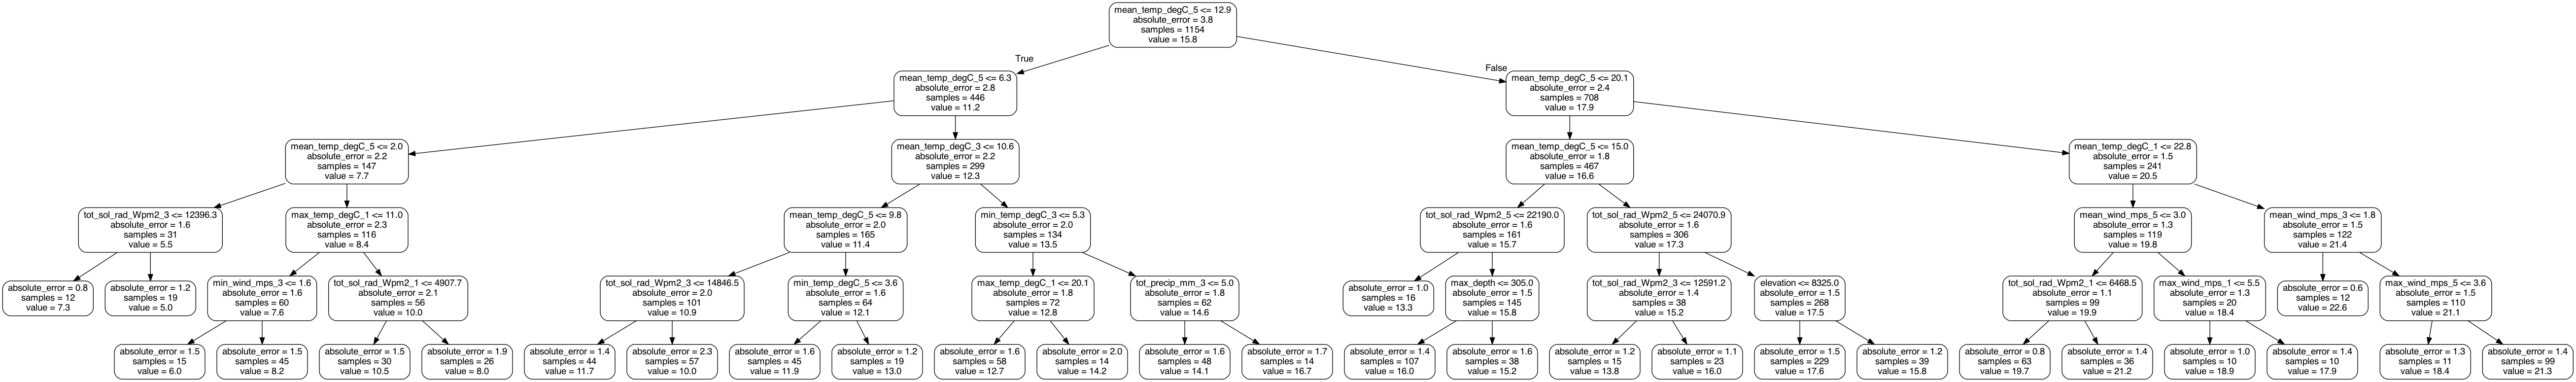 mean_temp_degC_5 <= 12.9
absolute_error = 3.8
samples = 1154
value = 15.8
True
False
mean_temp_degC_5 <= 6.3
absolute_error = 2.8
samples = 446
value = 11.2
mean_temp_degC_5 <= 20.1
absolute_error = 2.4
samples = 708
value = 17.9
mean_temp_degC_5 <= 2.0
absolute_error = 2.2
samples = 147
value = 7.7
mean_temp_degC_3 <= 10.6
absolute_error = 2.2
samples = 299
value = 12.3
mean_temp_degC_5 <= 15.0
absolute_error = 1.8
samples = 467
value = 16.6
mean_temp_degC_1 <= 22.8
absolute_error = 1.5
samples = 241
value = 20.5
tot_sol_rad_Wpm2_3 <= 12396.3
absolute_error = 1.6
samples = 31
value = 5.5
max_temp_degC_1 <= 11.0
absolute_error = 2.3
samples = 116
value = 8.4
mean_temp_degC_5 <= 9.8
absolute_error = 2.0
samples = 165
value = 11.4
min_temp_degC_3 <= 5.3
absolute_error = 2.0
samples = 134
value = 13.5
tot_sol_rad_Wpm2_5 <= 22190.0
absolute_error = 1.6
samples = 161
value = 15.7
tot_sol_rad_Wpm2_5 <= 24070.9
absolute_error = 1.6
samples = 306
value = 17.3
mean_wind_mps_5 <= 3.0
absolute_error = 1.3
samples = 119
value = 19.8
mean_wind_mps_3 <= 1.8
absolute_error = 1.5
samples = 122
value = 21.4
absolute_error = 0.8
samples = 12
value = 7.3
absolute_error = 1.2
samples = 19
value = 5.0
min_wind_mps_3 <= 1.6
absolute_error = 1.6
samples = 60
value = 7.6
tot_sol_rad_Wpm2_1 <= 4907.7
absolute_error = 2.1
samples = 56
value = 10.0
tot_sol_rad_Wpm2_3 <= 14846.5
absolute_error = 2.0
samples = 101
value = 10.9
min_temp_degC_5 <= 3.6
absolute_error = 1.6
samples = 64
value = 12.1
max_temp_degC_1 <= 20.1
absolute_error = 1.8
samples = 72
value = 12.8
tot_precip_mm_3 <= 5.0
absolute_error = 1.8
samples = 62
value = 14.6
absolute_error = 1.0
samples = 16
value = 13.3
max_depth <= 305.0
absolute_error = 1.5
samples = 145
value = 15.8
tot_sol_rad_Wpm2_3 <= 12591.2
absolute_error = 1.4
samples = 38
value = 15.2
elevation <= 8325.0
absolute_error = 1.5
samples = 268
value = 17.5
tot_sol_rad_Wpm2_1 <= 6468.5
absolute_error = 1.1
samples = 99
value = 19.9
max_wind_mps_1 <= 5.5
absolute_error = 1.3
samples = 20
value = 18.4
absolute_error = 0.6
samples = 12
value = 22.6
max_wind_mps_5 <= 3.6
absolute_error = 1.5
samples = 110
value = 21.1
absolute_error = 1.5
samples = 15
value = 6.0
absolute_error = 1.5
samples = 45
value = 8.2
absolute_error = 1.5
samples = 30
value = 10.5
absolute_error = 1.9
samples = 26
value = 8.0
absolute_error = 1.4
samples = 44
value = 11.7
absolute_error = 2.3
samples = 57
value = 10.0
absolute_error = 1.6
samples = 45
value = 11.9
absolute_error = 1.2
samples = 19
value = 13.0
absolute_error = 1.6
samples = 58
value = 12.7
absolute_error = 2.0
samples = 14
value = 14.2
absolute_error = 1.6
samples = 48
value = 14.1
absolute_error = 1.7
samples = 14
value = 16.7
absolute_error = 1.4
samples = 107
value = 16.0
absolute_error = 1.6
samples = 38
value = 15.2
absolute_error = 1.2
samples = 15
value = 13.8
absolute_error = 1.1
samples = 23
value = 16.0
absolute_error = 1.5
samples = 229
value = 17.6
absolute_error = 1.2
samples = 39
value = 15.8
absolute_error = 0.8
samples = 63
value = 19.7
absolute_error = 1.4
samples = 36
value = 21.2
absolute_error = 1.0
samples = 10
value = 18.9
absolute_error = 1.4
samples = 10
value = 17.9
absolute_error = 1.3
samples = 11
value = 18.4
absolute_error = 1.4
samples = 99
value = 21.3